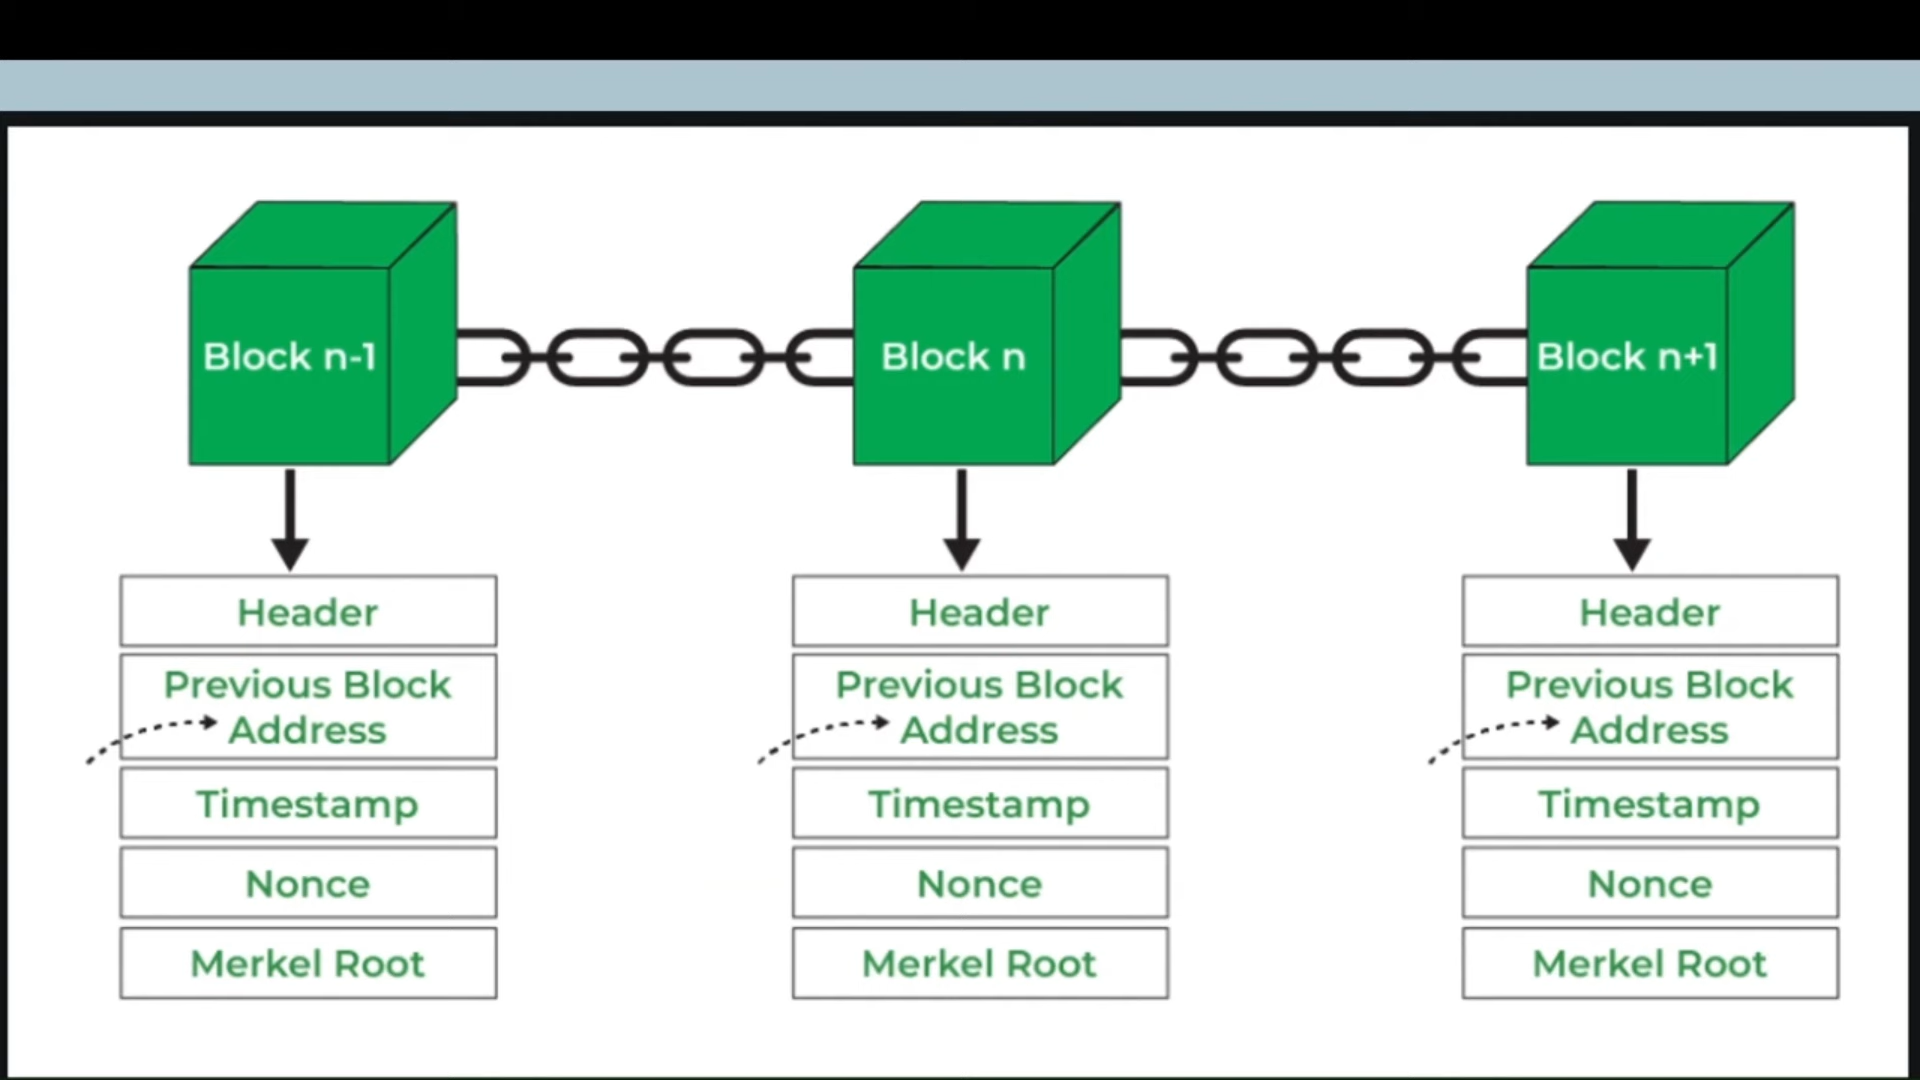 Block n-1
Block n
Block n+1
Header
Previous Block
Address
Timestamp
Nonce
Merkel Root
Header
Previous Block
Address
Timestamp
Nonce
Merkel Root
Header
Previous Block
Address
Timestamp
Nonce
Merkel Root